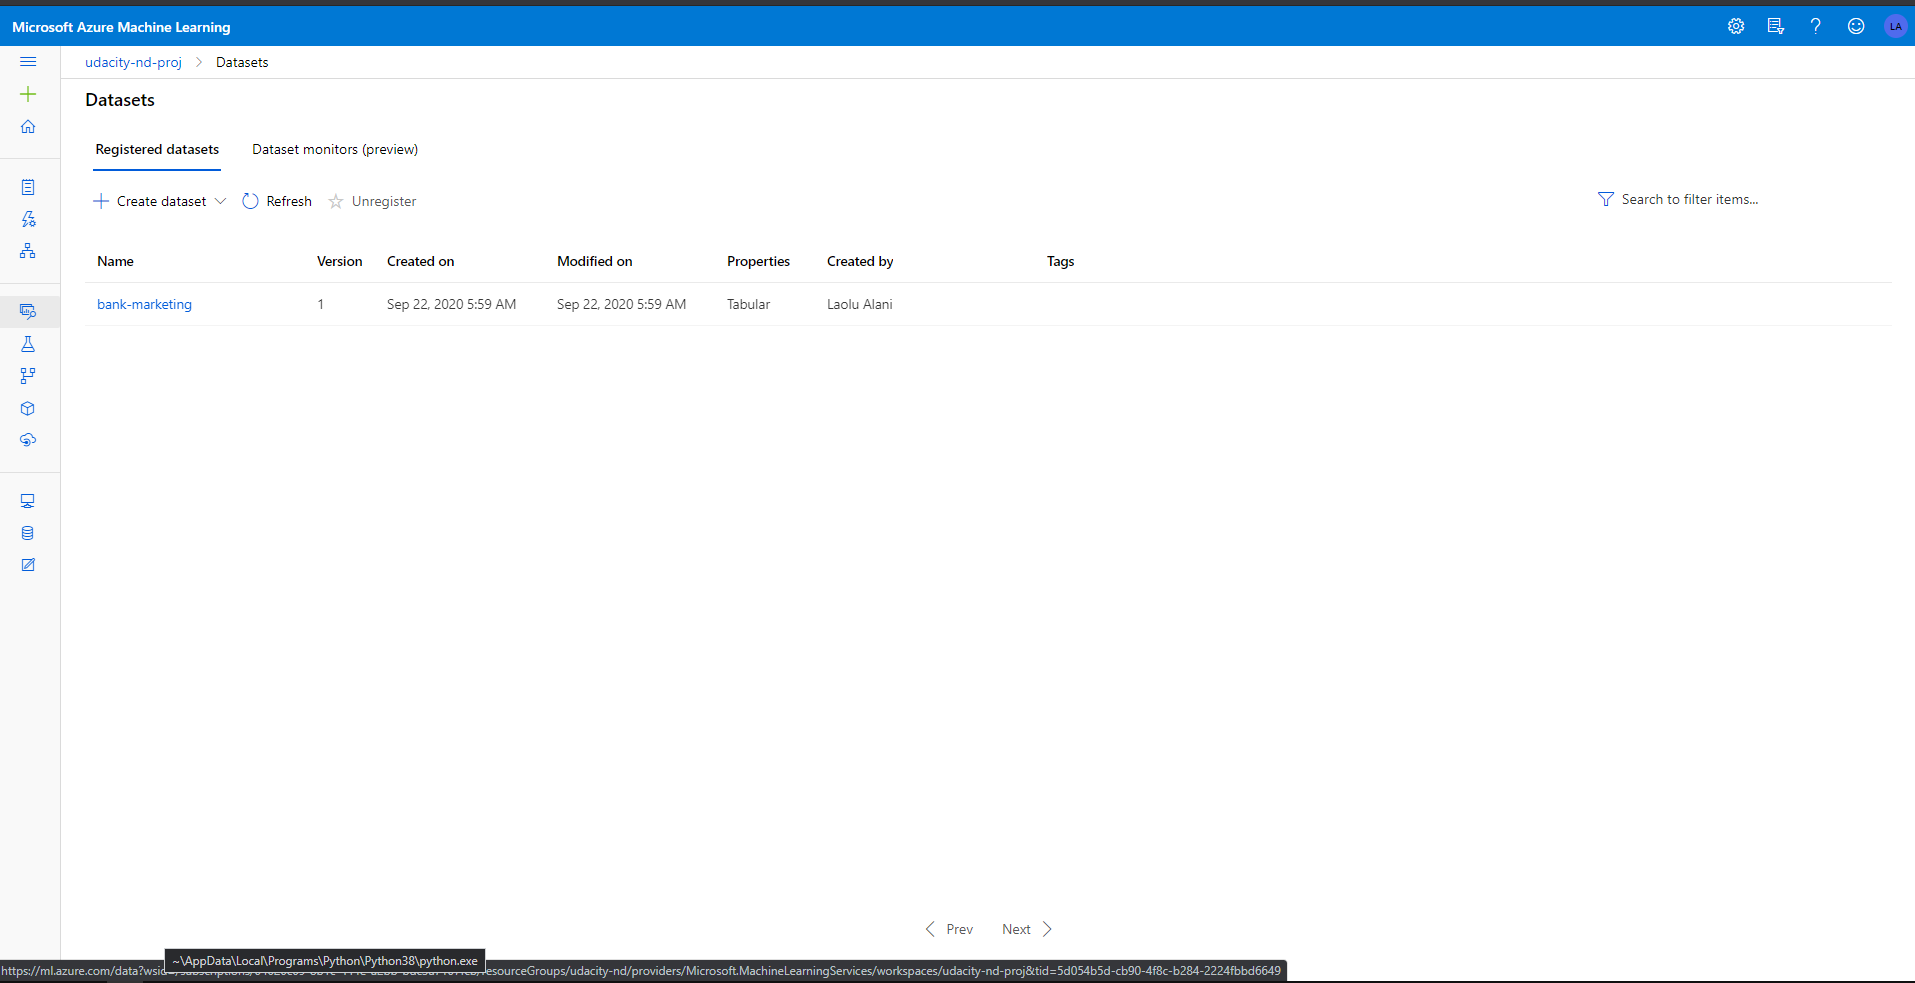 Microsoft Azure Machine Learning
LA
udacity-nd-proj > Datasets
Datasets
Registered datasets Dataset monitors (preview)
Create dataset Refresh Unregister Search to filter items...
Name Version Created on Modified on Properties Created by Tags
bank-marketing 1 Sep 22, 2020 5:59 AM Sep 22, 2020 5:59 AM Tabular Laolu Alani
Prev Next
~\AppData\Local\Programs\Python\Python38\python.exe
https://ml.azure.com/data?wsid=/subscriptions/ resourceGroups/udacity-nd/providers/Microsoft.MachineLearningServices/workspaces/udacity-nd-proj&tid=5d054b5d-cb90-4f8c-b284-2224fbbd6649